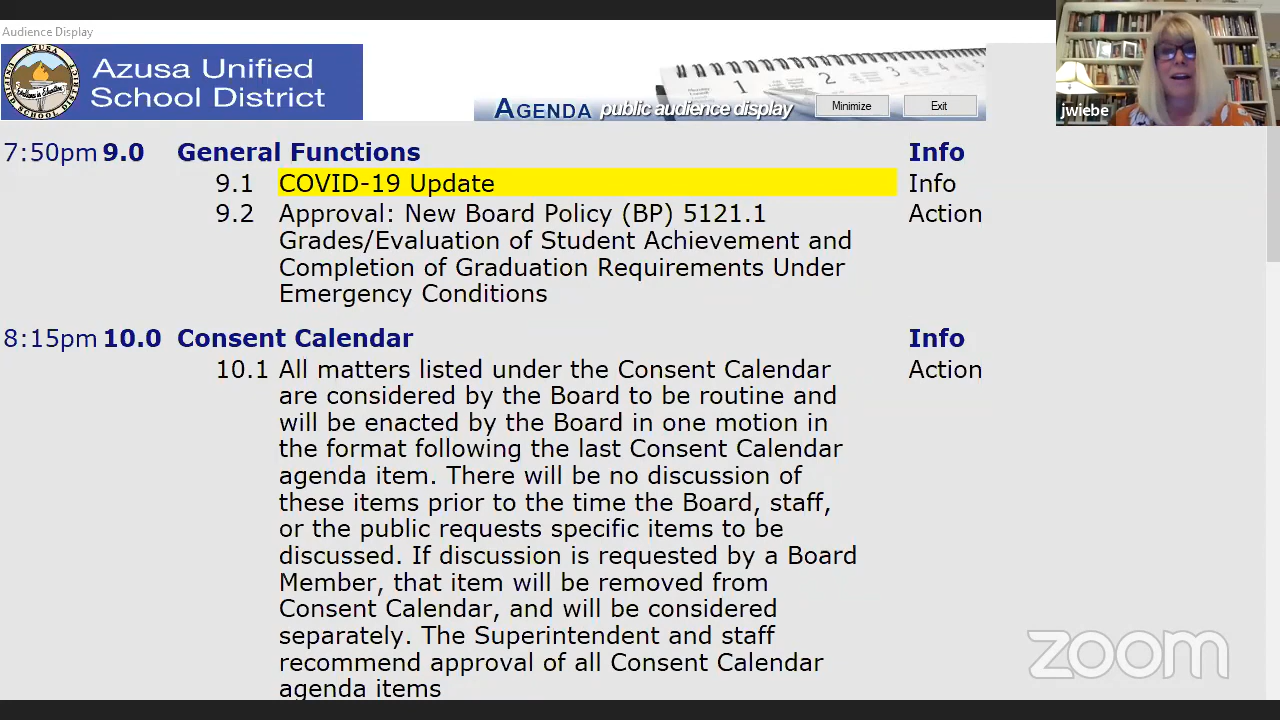 Audience Display
Azusa Unified
School District
AGENDA public audience display
Minimize
Exit
jwiebe
7:50pm 9.0 General Functions Info
9.1 COVID-19 Update Info
9.2 Approval: New Board Policy (BP) 5121.1 Action
Grades/Evaluation of Student Achievement and
Completion of Graduation Requirements Under
Emergency Conditions
8:15pm 10.0 Consent Calendar Info
10.1 All matters listed under the Consent Calendar Action
are considered by the Board to be routine and
will be enacted by the Board in one motion in
the format following the last Consent Calendar
agenda item. There will be no discussion of
these items prior to the time the Board, staff,
or the public requests specific items to be
discussed. If discussion is requested by a Board
Member, that item will be removed from
Consent Calendar, and will be considered
separately. The Superintendent and staff
recommend approval of all Consent Calendar
agenda items
zoom